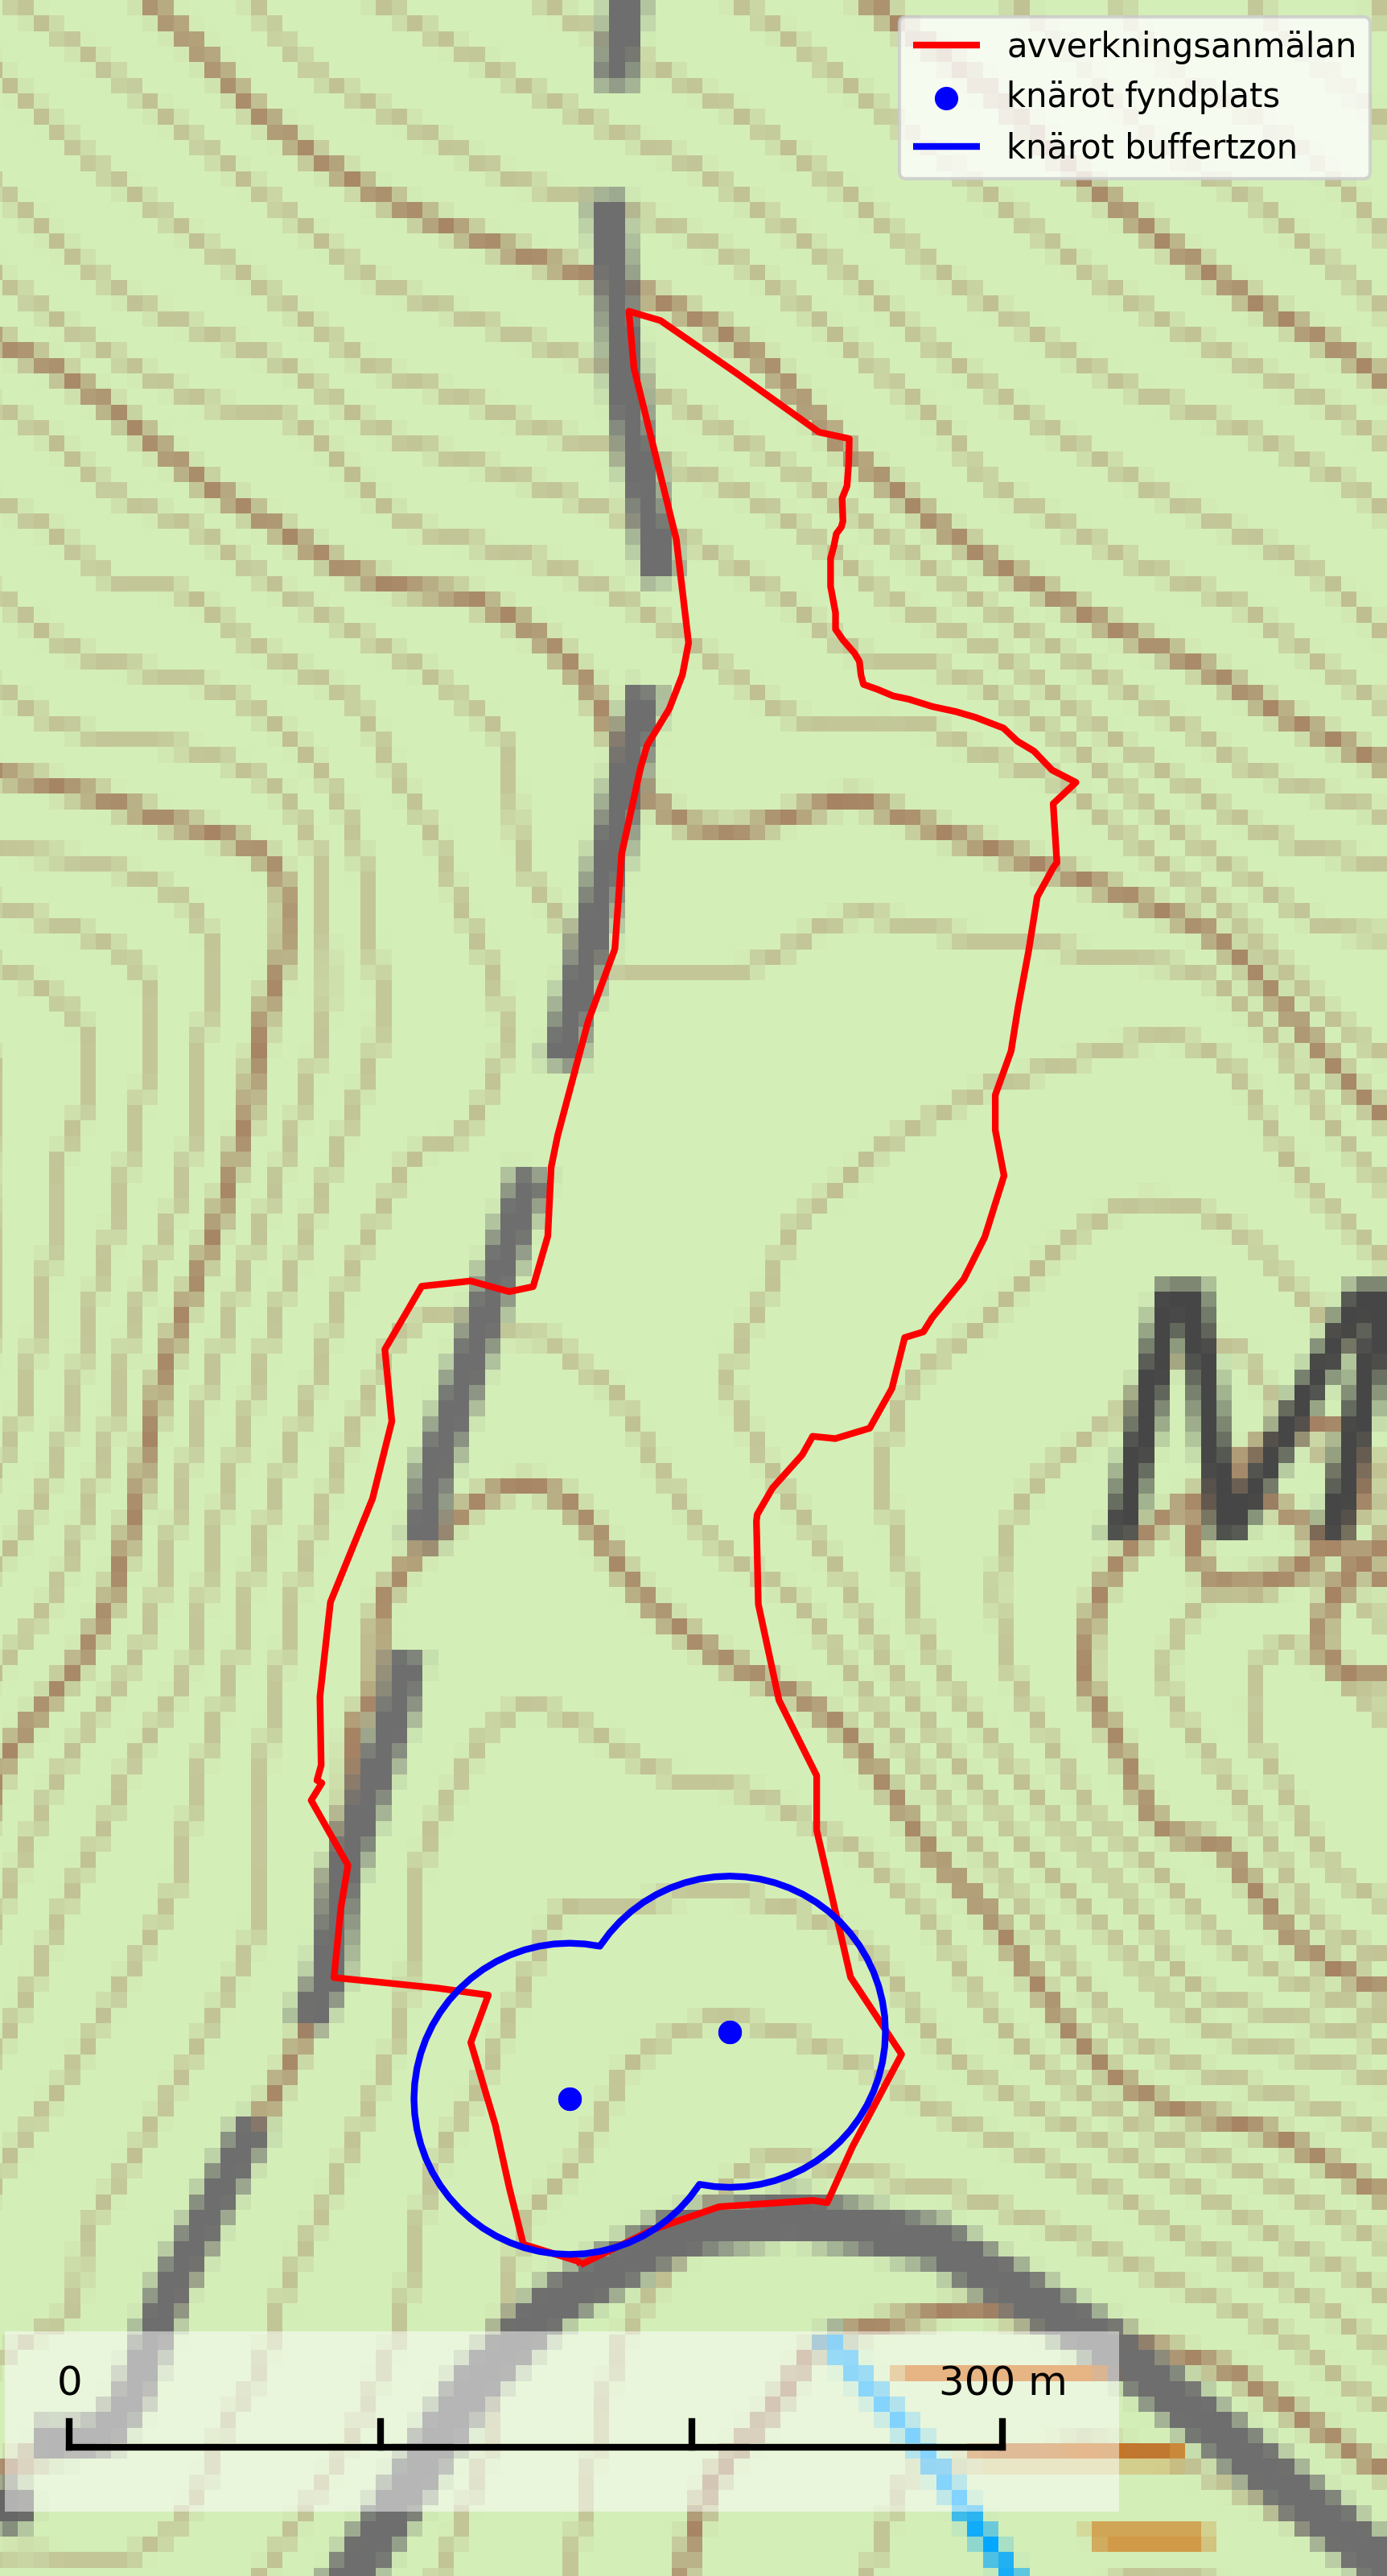 avverkningsanmälan
knärot fyndplats
knärot buffertzon
M
0 300 m